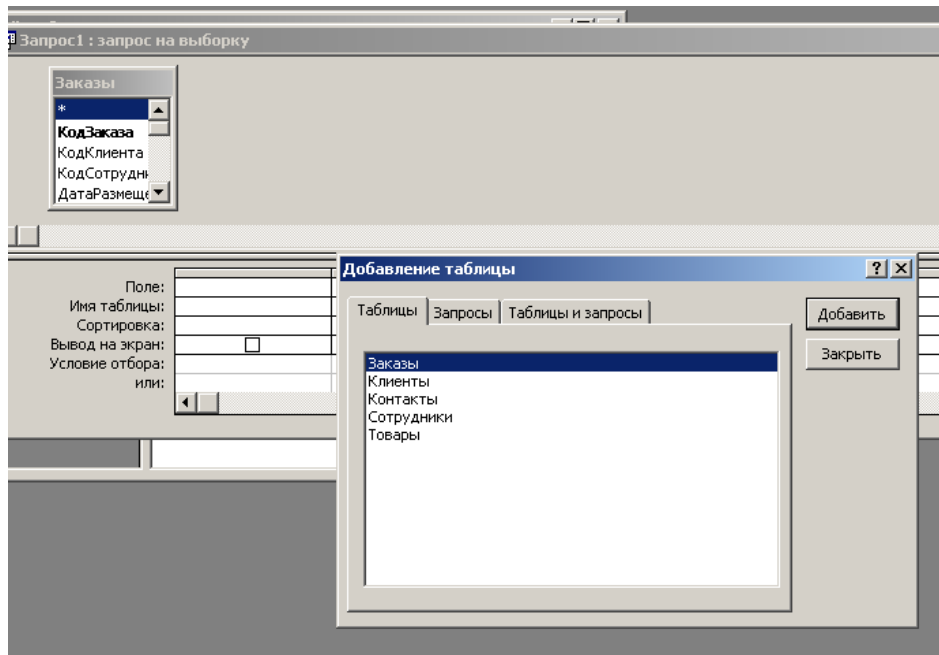 Запрос1 : запрос на выборку
Заказы
*
КодЗаказа
КодКлиента
КодСотрудн
ДатаРазмеще
Поле:
Имя таблицы:
Сортировка:
Вывод на экран:
Условие отбора:
или:
Добавление таблицы
Таблицы Запросы Таблицы и запросы
Заказы
Клиенты
Контакты
Сотрудники
Товары
Добавить
Закрыть